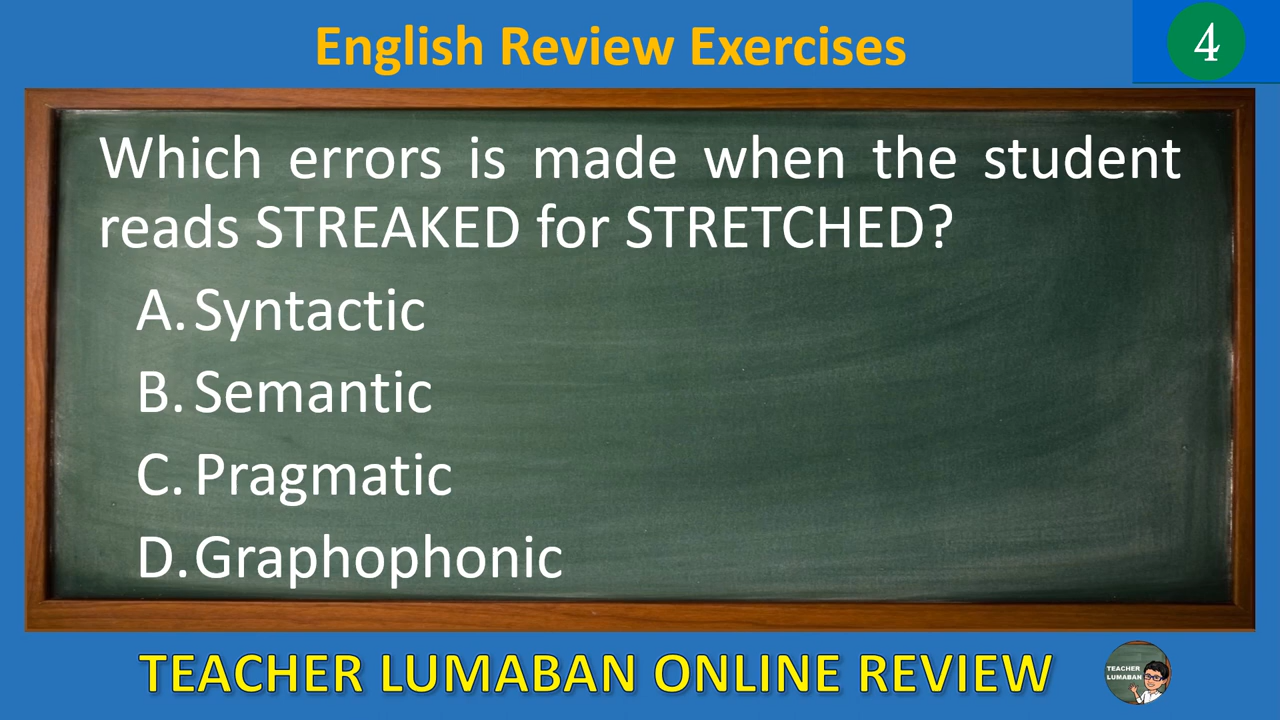 English Review Exercises
4
Which errors is made when the student
reads STREAKED for STRETCHED?
A. Syntactic
B. Semantic
C. Pragmatic
D. Graphophonic
TEACHER LUMABAN ONLINE REVIEW
TEACHER
LUMABAN